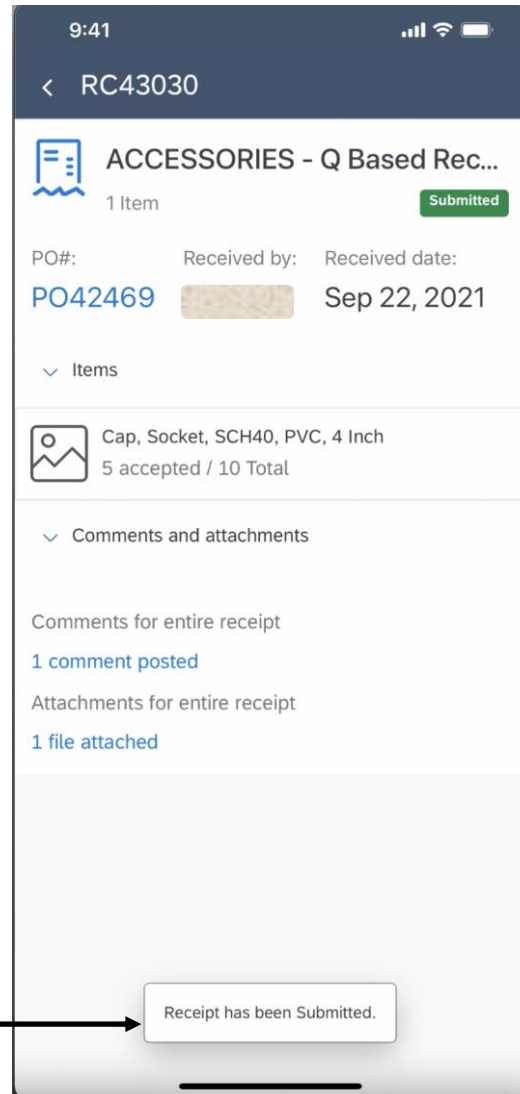 9:41
RC43030
ACCESSORIES - Q Based Rec...
1 Item
Submitted
PO#: Received by: Received date:
PO42469 Sep 22, 2021
Items
Cap, Socket, SCH40, PVC, 4 Inch
5 accepted / 10 Total
Comments and attachments
Comments for entire receipt
1 comment posted
Attachments for entire receipt
1 file attached
Receipt has been Submitted.